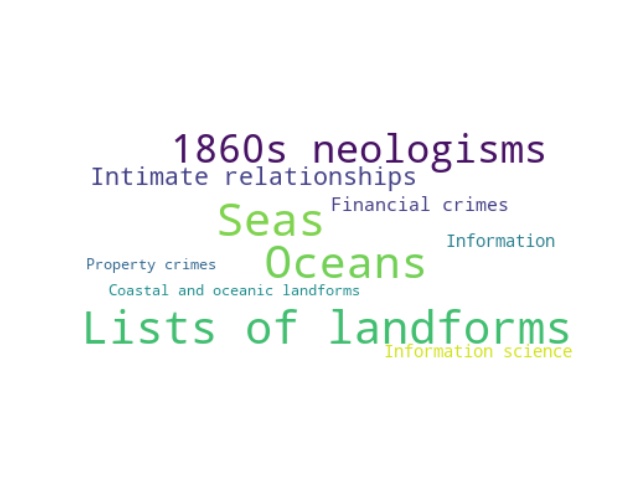 1860s neologisms
Intimate relationships
Financial crimes
Seas
Information
Oceans
Property crimes
Coastal and oceanic landforms
Lists of landforms
Information science